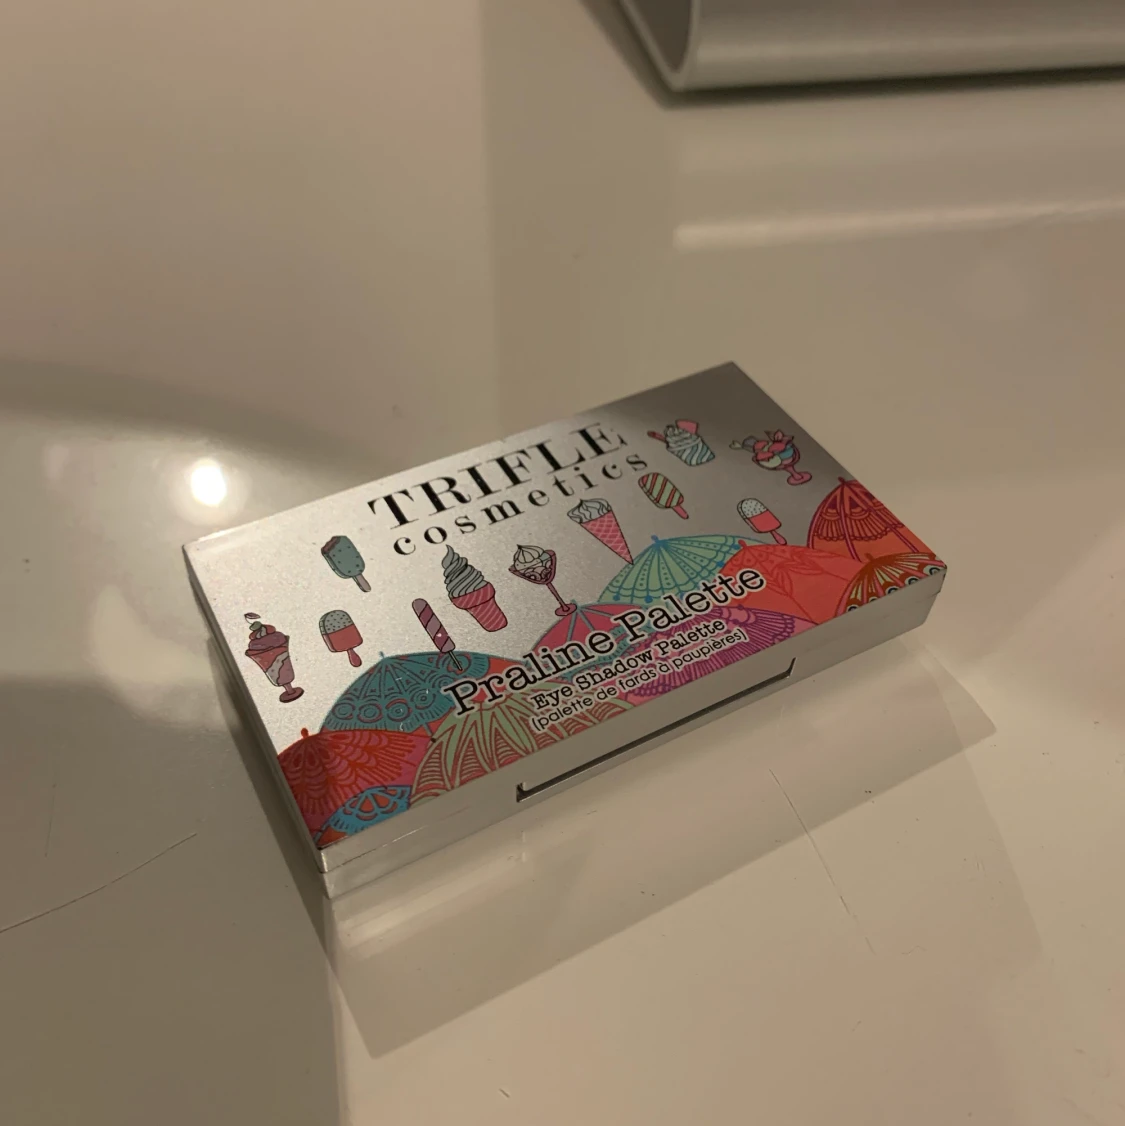 TRIFLE
cosmetics
Praline Palette
Eye Shadow Palette
(palette de fards à paupières)